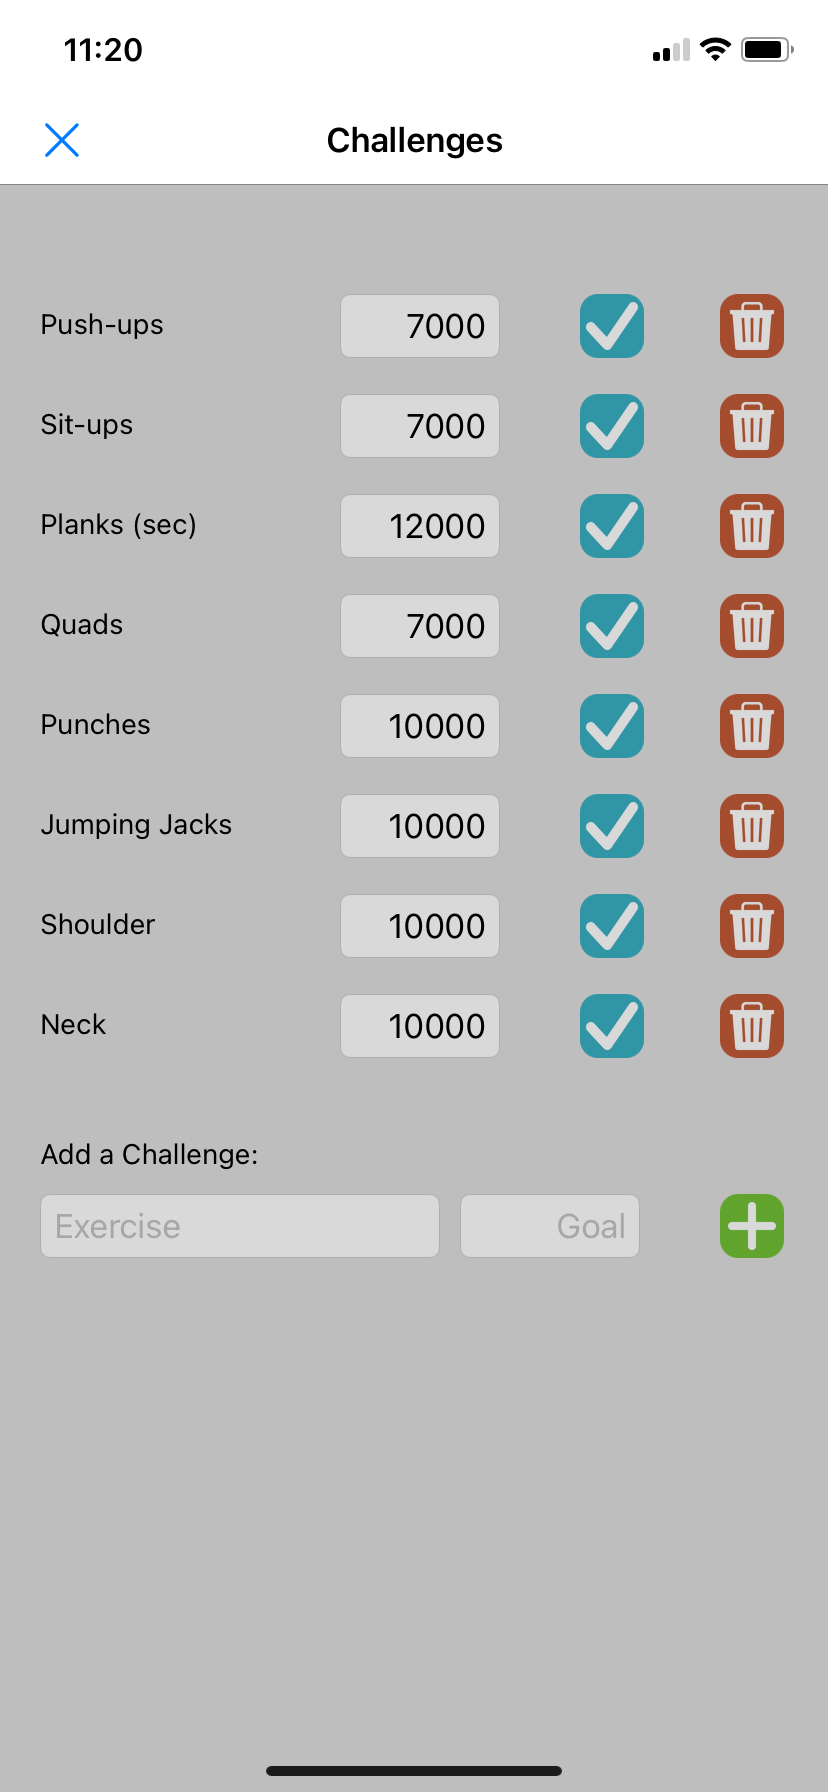 11:20
Challenges
Push-ups 7000
Sit-ups 7000
Planks (sec) 12000
Quads 7000
Punches 10000
Jumping Jacks 10000
Shoulder 10000
Neck 10000
Add a Challenge:
Exercise Goal